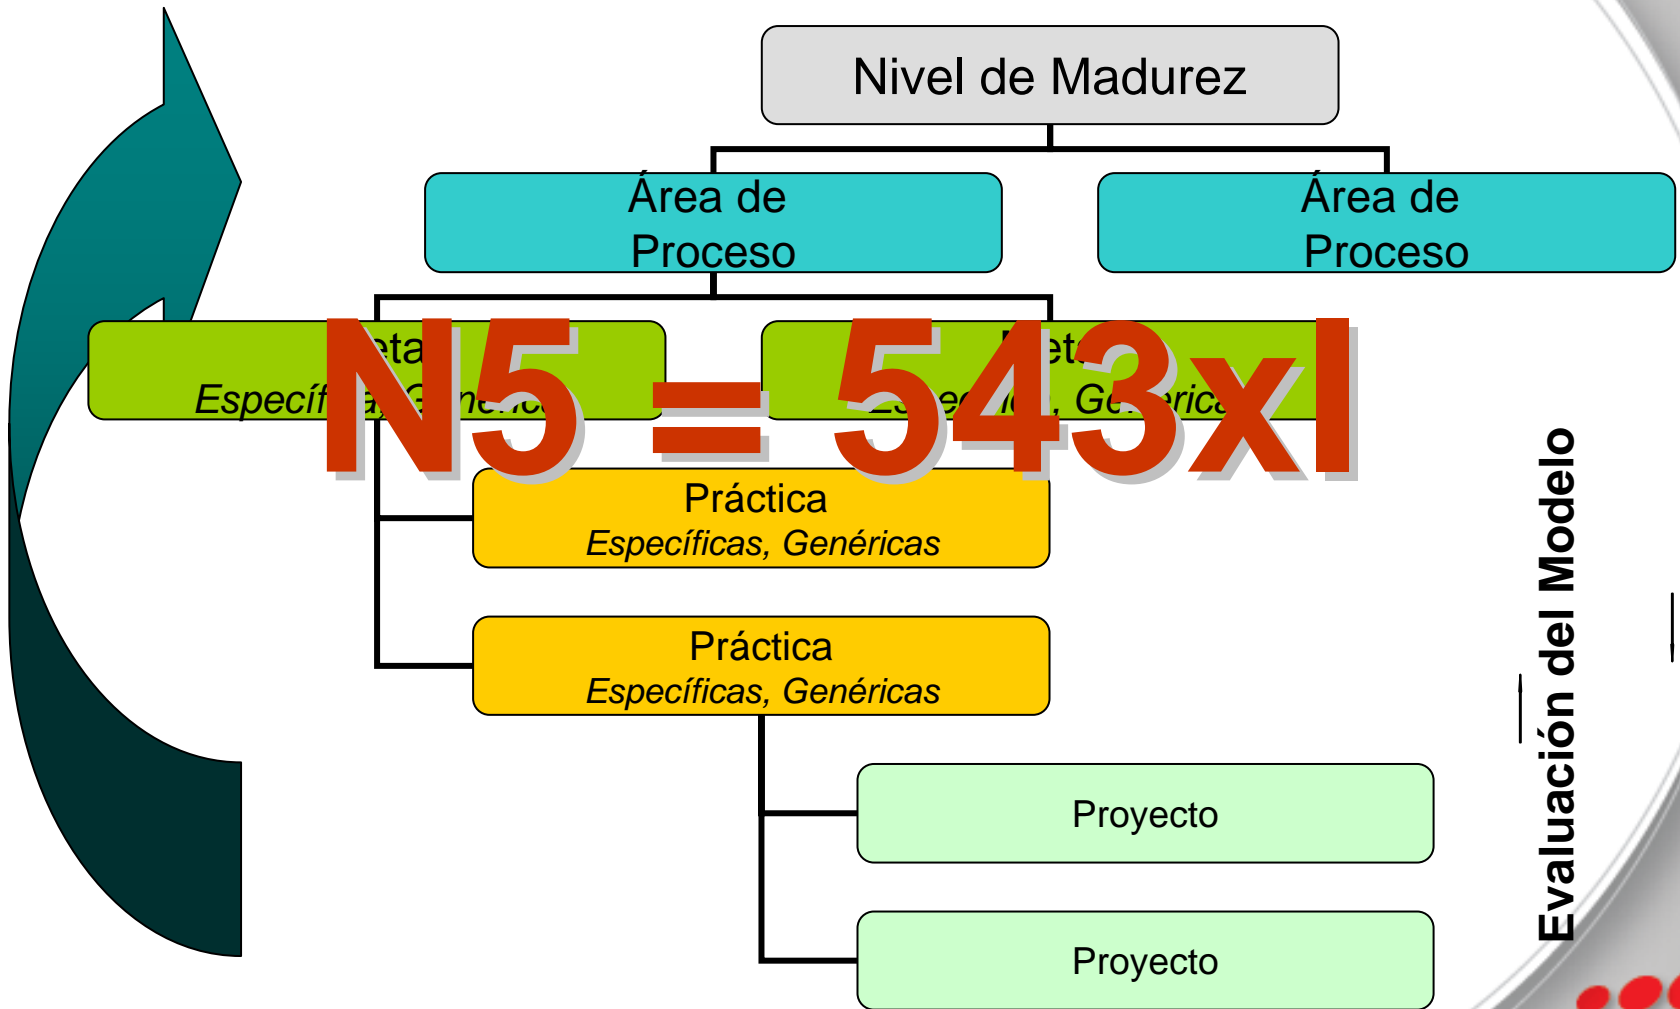 Nivel de Madurez
Área de
Proceso
Área de
Proceso
N5 = 543xI
Práctica
Específicas, Genéricas
Práctica
Específicas, Genéricas
Proyecto
Proyecto
Evaluación del Modelo